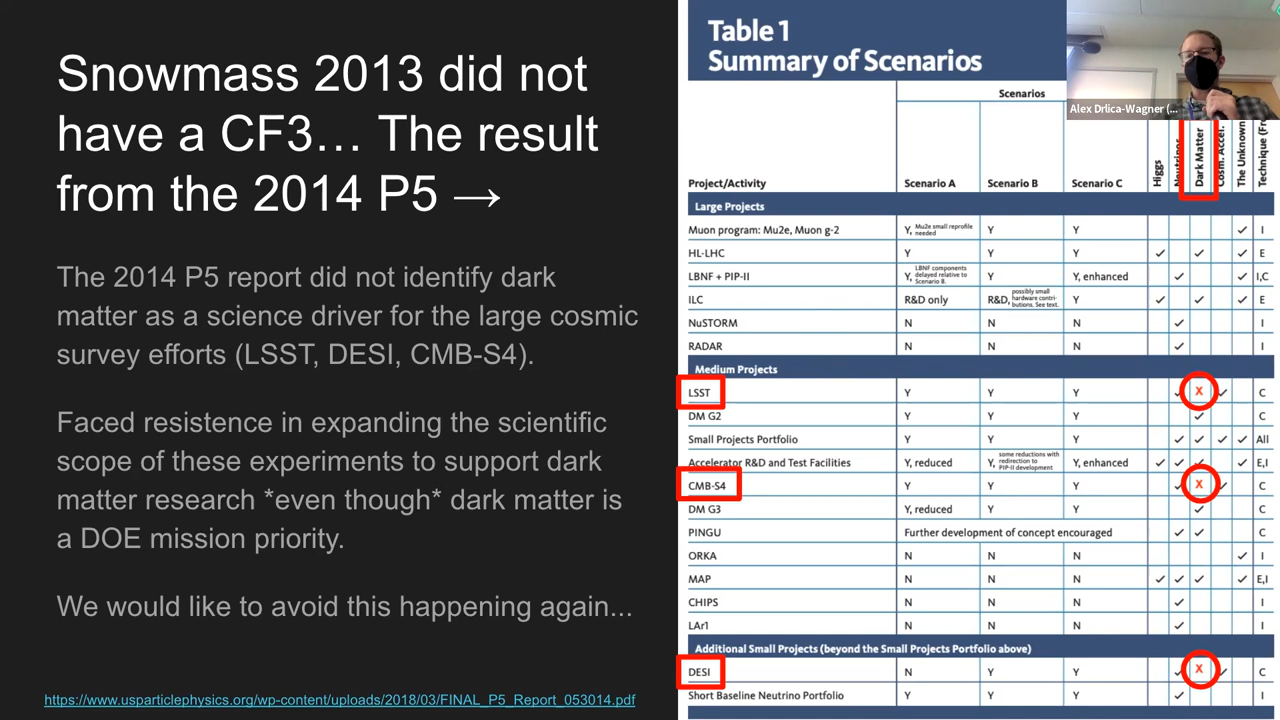 Snowmass 2013 did not
have a CF3… The result
from the 2014 P5 →
The 2014 P5 report did not identify dark
matter as a science driver for the large cosmic
survey efforts (LSST, DESI, CMB-S4).
Faced resistence in expanding the scientific
scope of these experiments to support dark
matter research *even though* dark matter is
a DOE mission priority.
We would like to avoid this happening again...
https://www.usparticlephysics.org/wp-content/uploads/2018/03/FINAL_P5_Report_053014.pdf
Table 1
Summary of Scenarios
Alex Drlica-Wagner (...
Scenarios
Project/Activity Scenario A Scenario B Scenario C Higgs Neutrinos Dark Matter Cosm. Accel. The Unknown Technique (Fr
Large Projects
Muon program: Mu2e, Muon g-2 Y, Mu2e small reprofile needed Y Y ✓ I
HL-LHC Y Y Y ✓ ✓ ✓ E
LBNF + PIP-II Y, LBNF components delayed relative to Scenario B. Y Y, enhanced ✓ ✓ I,C
ILC R&D only R&D, possibly small hardware contributions. See text. Y ✓ ✓ ✓ E
NuSTORM N N N ✓ I
RADAR N N N ✓ I
Medium Projects
LSST Y Y Y ✓ X ✓ C
DM G2 Y Y Y ✓ C
Small Projects Portfolio Y Y Y ✓ ✓ ✓ ✓ All
Accelerator R&D and Test Facilities Y, reduced Y, some reductions with redirection to PIP-II development Y, enhanced ✓ ✓ ✓ ✓ E,I
CMB-S4 Y Y Y ✓ X ✓ C
DM G3 Y, reduced Y Y ✓ C
PINGU Further development of concept encouraged ✓ ✓ C
ORKA N N N ✓ I
MAP N N N ✓ ✓ ✓ ✓ E,I
CHIPS N N N ✓ I
LAr1 N N N ✓ I
Additional Small Projects (beyond the Small Projects Portfolio above)
DESI N Y Y ✓ X ✓ C
Short Baseline Neutrino Portfolio Y Y Y ✓ I